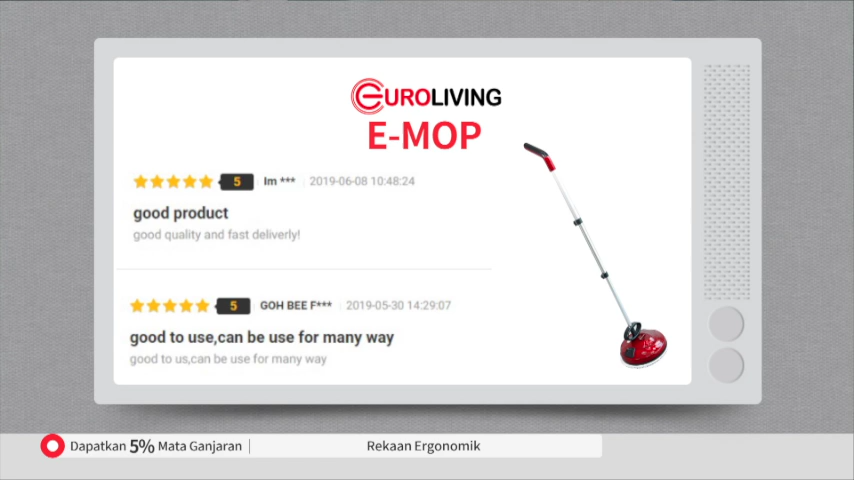 EUROLIVING
E-MOP
5 Im *** 2019-06-08 10:48:24
good product
good quality and fast deliverly!
5 GOH BEE F*** 2019-05-30 14:29:07
good to use,can be use for many way
good to us,can be use for many way
Dapatkan 5% Mata Ganjaran | Rekaan Ergonomik